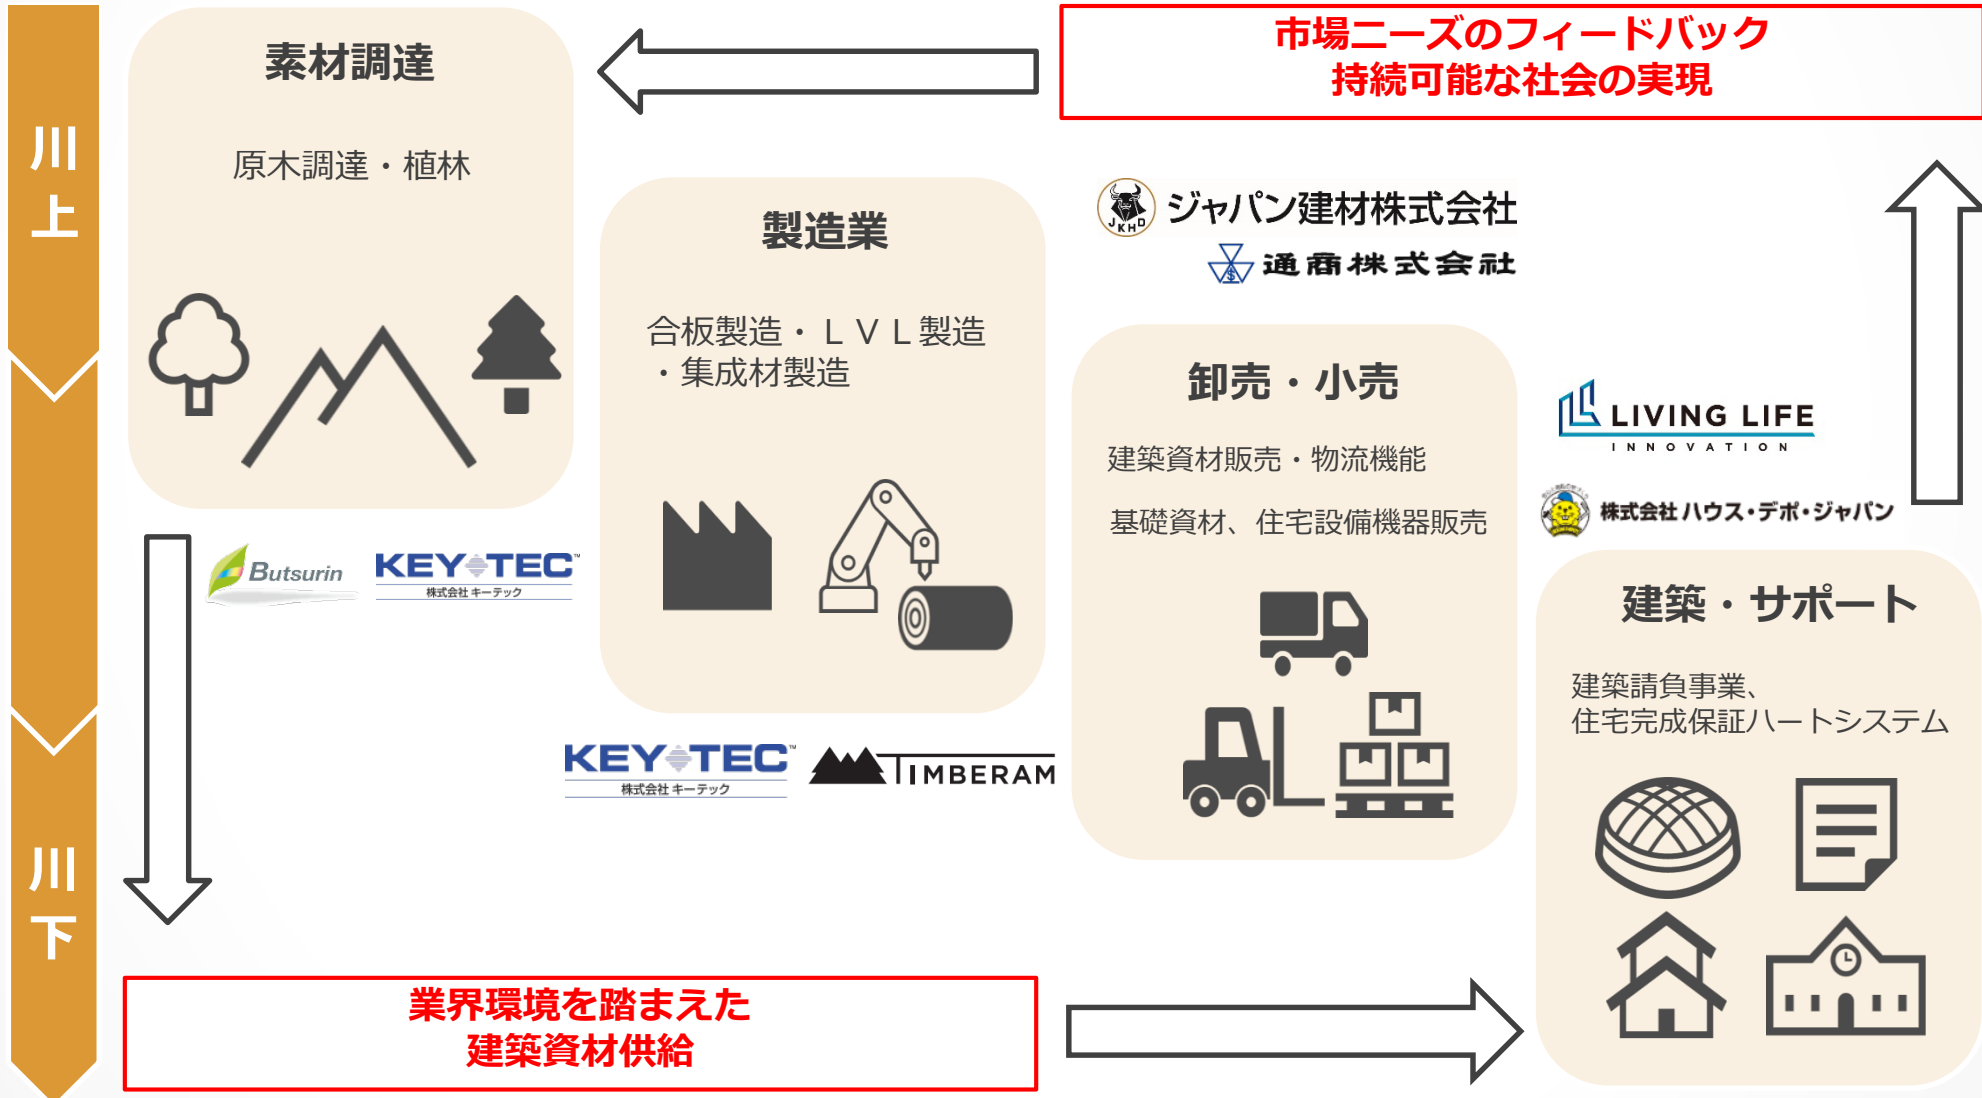 川
上
川
下
素材調達
原木調達・植林
Butsurin
KEY TEC™
株式会社 キーテック
製造業
合板製造・ＬＶＬ製造
・集成材製造
KEY TEC™
株式会社 キーテック
TIMBERAM
市場ニーズのフィードバック
持続可能な社会の実現
JKHD
ジャパン建材株式会社
通商株式会社
卸売・小売
建築資材販売・物流機能
基礎資材、住宅設備機器販売
LIVING LIFE
INNOVATION
株式会社 ハウス・デポ・ジャパン
建築・サポート
建築請負事業、
住宅完成保証ハートシステム
業界環境を踏まえた
建築資材供給